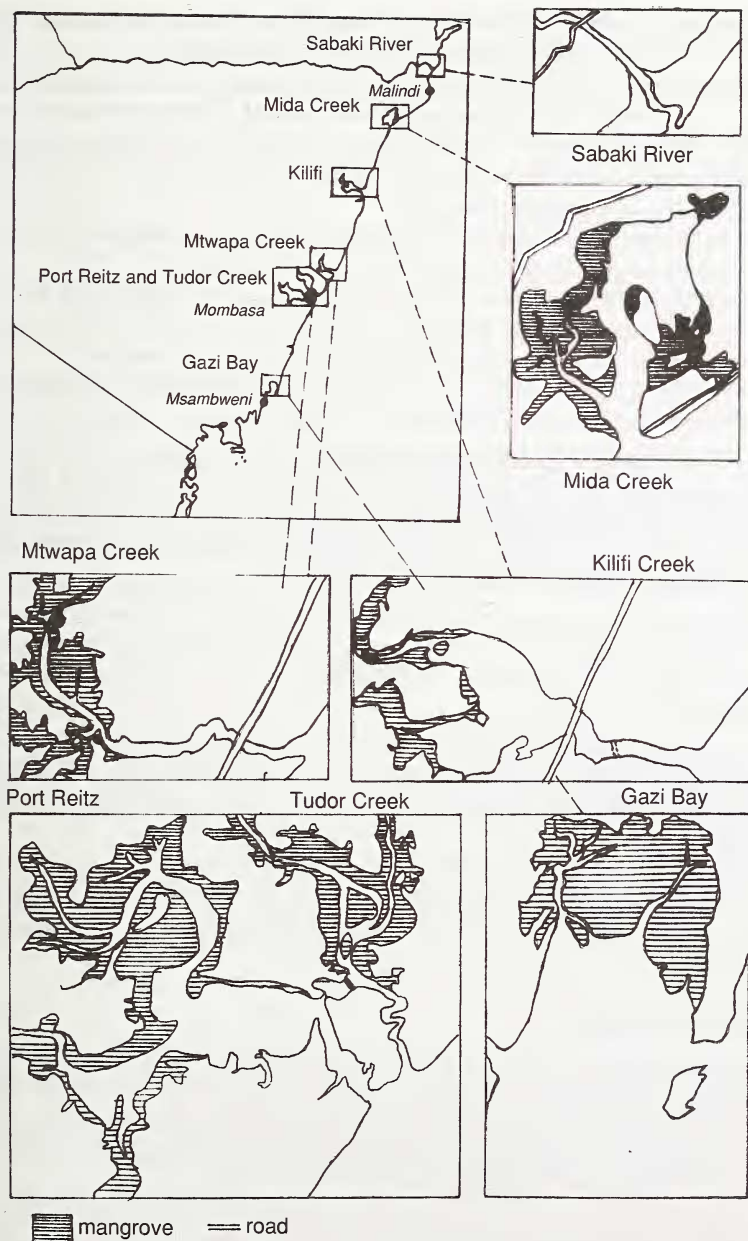 Sabaki River
Malindi
Mida Creek
Kilifi
Mtwapa Creek
Port Reitz and Tudor Creek
Mombasa
Gazi Bay
Msambweni
Sabaki River
Mida Creek
Mtwapa Creek
Kilifi Creek
Port Reitz
Tudor Creek
Gazi Bay
mangrove
road